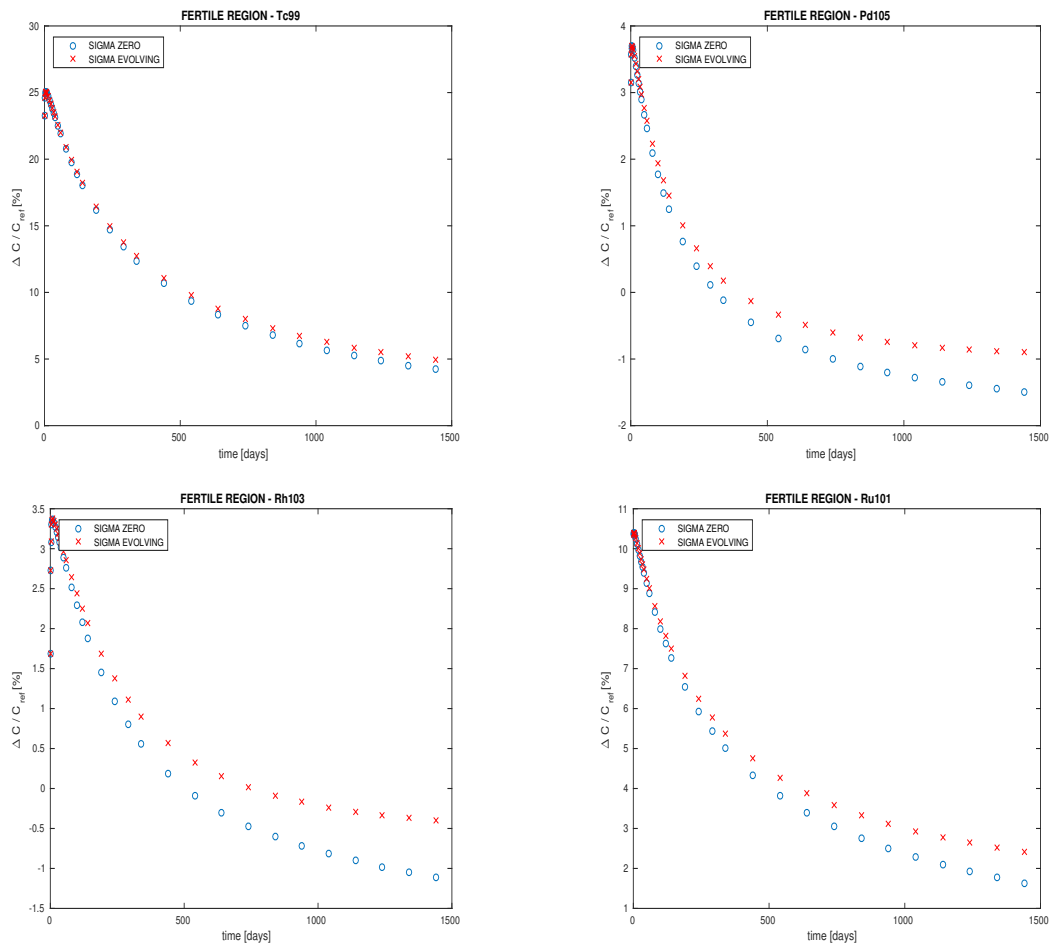 FERTILE REGION - Tc99
30
25
20
15
10
5
0
SIGMA ZERO
SIGMA EVOLVING
Δ C / C ref [%]
0
500
1000
1500
time [days]
FERTILE REGION - Pd105
4
3
2
1
0
-1
-2
SIGMA ZERO
SIGMA EVOLVING
Δ C / C ref [%]
0
500
1000
1500
time [days]
FERTILE REGION - Rh103
3.5
3
2.5
2
1.5
1
0.5
0
-0.5
-1
-1.5
SIGMA ZERO
SIGMA EVOLVING
Δ C / C ref [%]
0
500
1000
1500
time [days]
FERTILE REGION - Ru101
11
10
9
8
7
6
5
4
3
2
1
0
SIGMA ZERO
SIGMA EVOLVING
Δ C / C ref [%]
0
500
1000
1500
time [days]